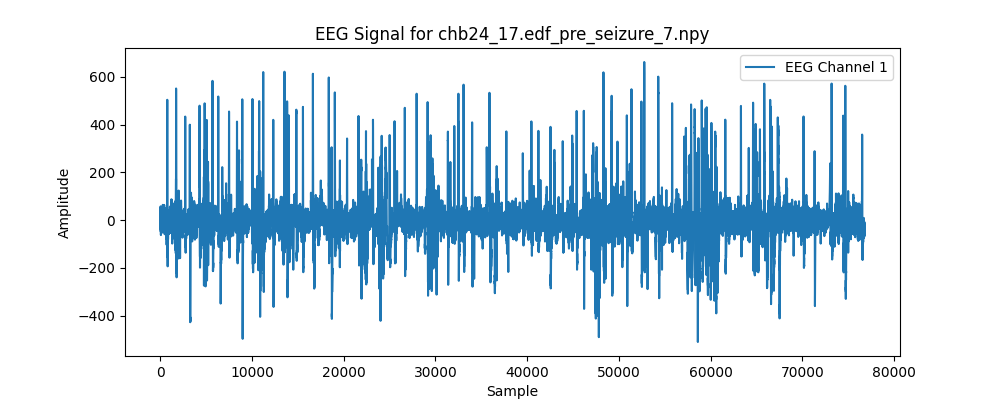 EEG Signal for chb24_17.edf_pre_seizure_7.npy
EEG Channel 1
Amplitude
600
400
200
0
−200
−400
0 10000 20000 30000 40000 50000 60000 70000 80000
Sample